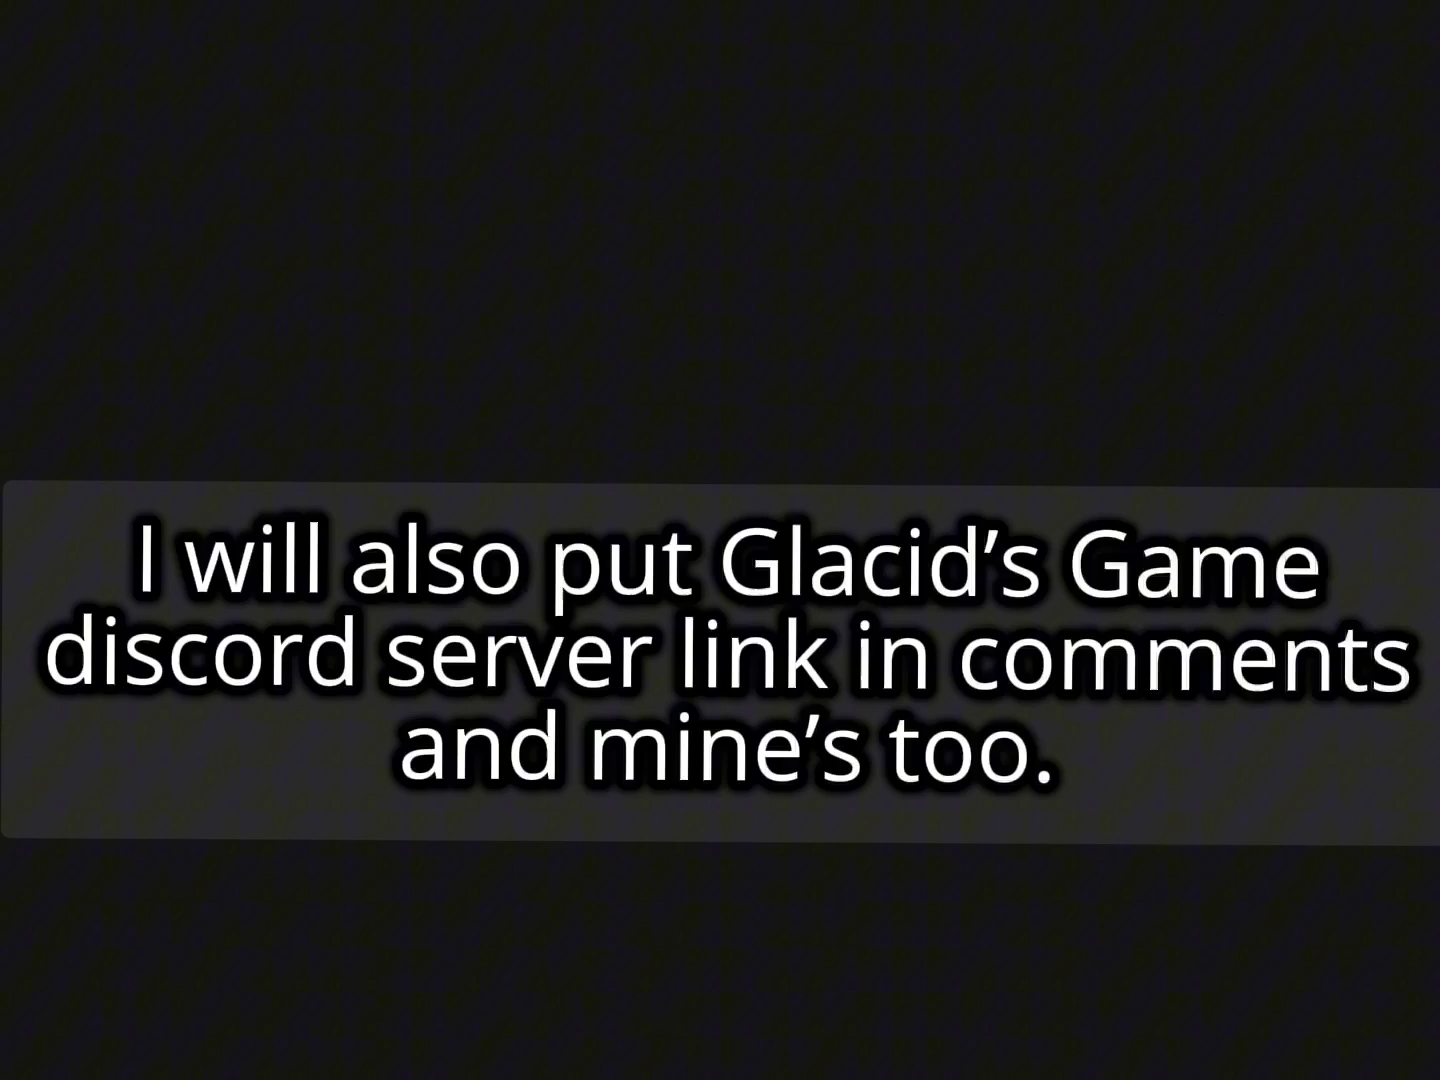 I will also put Glacid’s Game
discord server link in comments
and mine’s too.